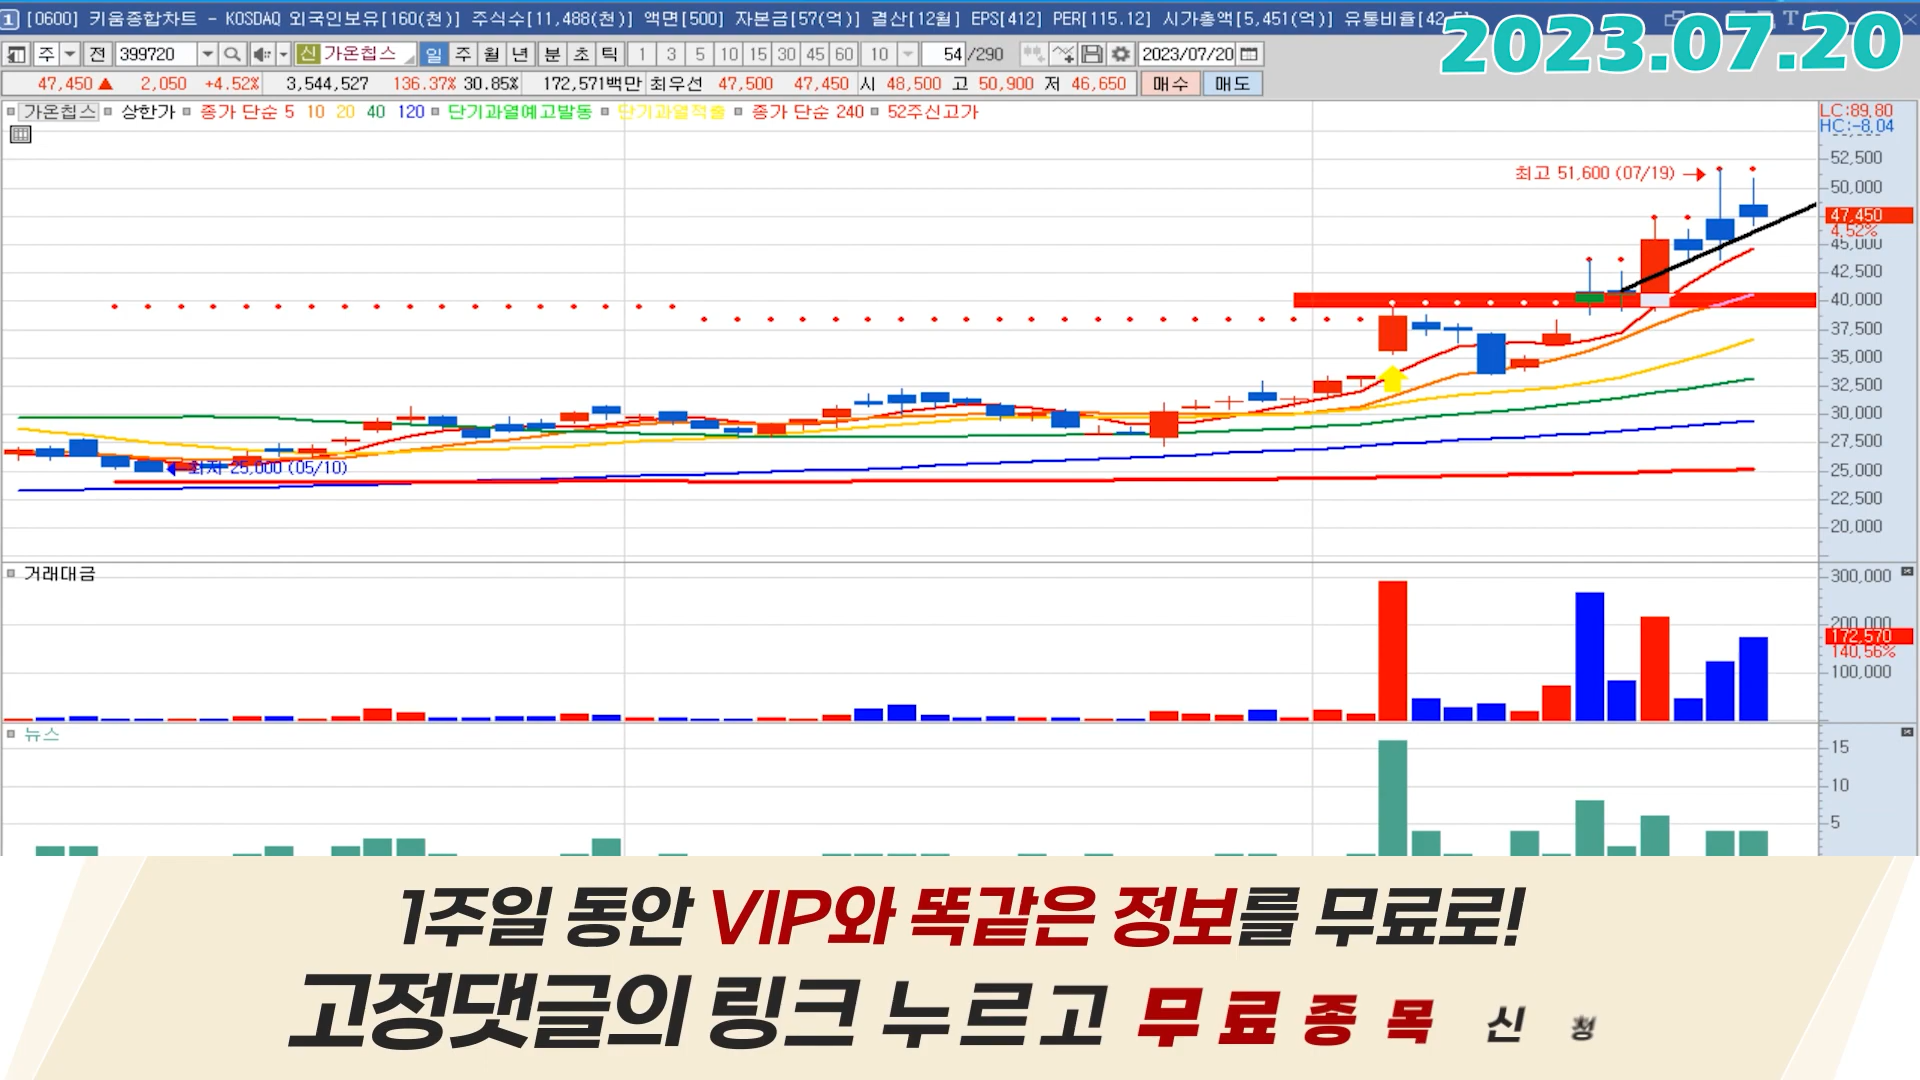 1 [0600] 키움종합차트 - KOSDAQ 외국인보유[160(천)] 주식수[11,488(천)] 액면[500] 자본금[57(억)] 결산[12월] EPS[412] PER[115.12] 시가총액[5,451(억)] 유통비율[42.5
2023.07.20
주 전 399720 신 가온칩스 일 주 월 년 분 초 틱 1 3 5 10 15 30 45 60 10 54 /290 2023/07/20
47,450 ▲ 2,050 +4.52% 3,544,527 136.37% 30.85% 172,571백만 최우선 47,500 47,450 시 48,500 고 50,900 저 46,650 매수 매도
가온칩스 상한가 종가 단순 5 10 20 40 120 단기과열예고발동 단기과열적출 종가 단순 240 52주신고가
LC:89.80
HC:-8.04
52,500
최고 51,600 (07/19)
50,000
47,450
4.52%
45,000
42,500
40,000
37,500
35,000
32,500
30,000
27,500
최저 25,000 (05/10)
25,000
22,500
20,000
거래대금
300,000
200,000
172,570
140.56%
100,000
뉴스
15
10
5
1주일 동안 VIP와 똑같은 정보를 무료로!
고정댓글의 링크 누르고 무료종목 신청